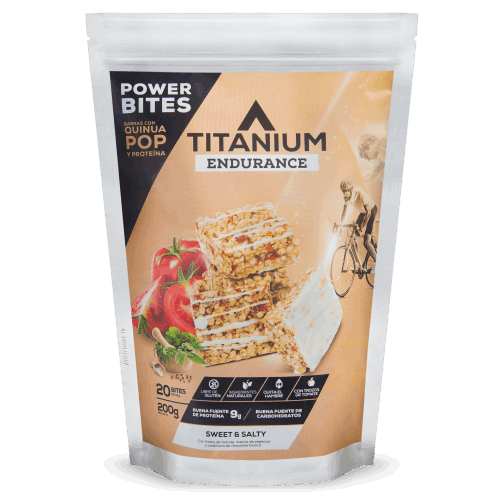 POWER
BITES
BARRAS CON
QUINUA
POP
Y PROTEÍNA
TITANIUM
ENDURANCE
20 BITES
200g
LIBRE DE
GLUTEN
INGREDIENTES
NATURALES
QUITA EL
HAMBRE
CON TROZOS
DE TOMATE
BUENA FUENTE
DE PROTEÍNA
9g
BUENA FUENTE DE
CARBOHIDRATOS
SWEET & SALTY